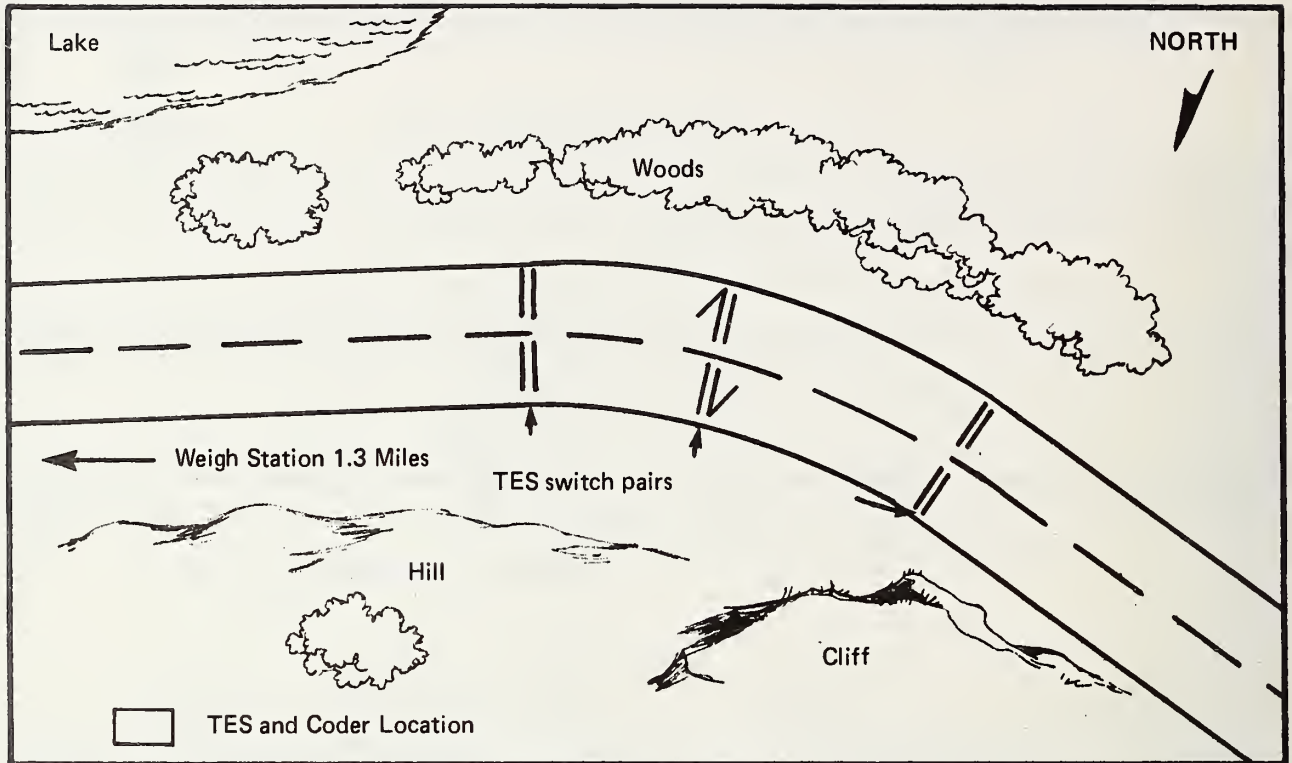 Lake
NORTH
Woods
Weigh Station 1.3 Miles
TES switch pairs
Hill
Cliff
TES and Coder Location